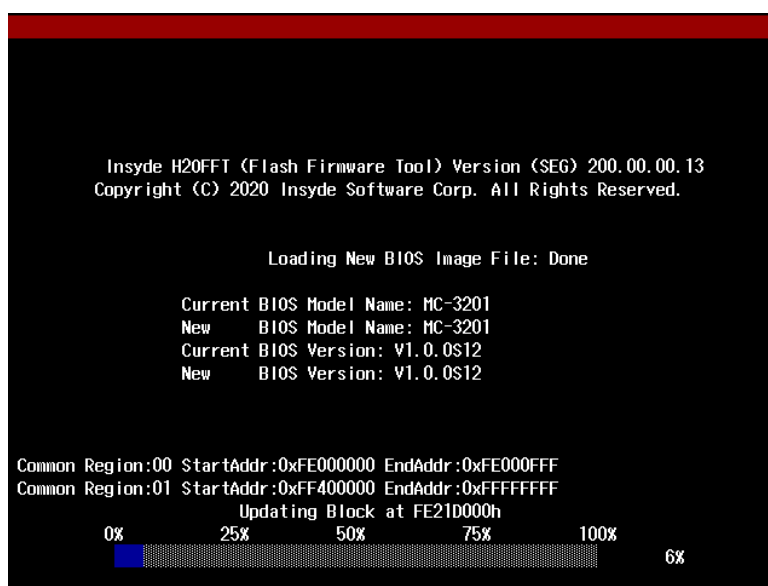 Insyde H2OFFT (Flash Firmware Tool) Version (SEG) 200.00.00.13
Copyright (C) 2020 Insyde Software Corp. All Rights Reserved.
Loading New BIOS Image File: Done
Current BIOS Model Name: MC-3201
New BIOS Model Name: MC-3201
Current BIOS Version: V1.0.0S12
New BIOS Version: V1.0.0S12
Common Region:00 StartAddr:0xFE000000 EndAddr:0xFE000FFF
Common Region:01 StartAddr:0xFF400000 EndAddr:0xFFFFFFFF
Updating Block at FE21D000h
0% 25% 50% 75% 100%
6%